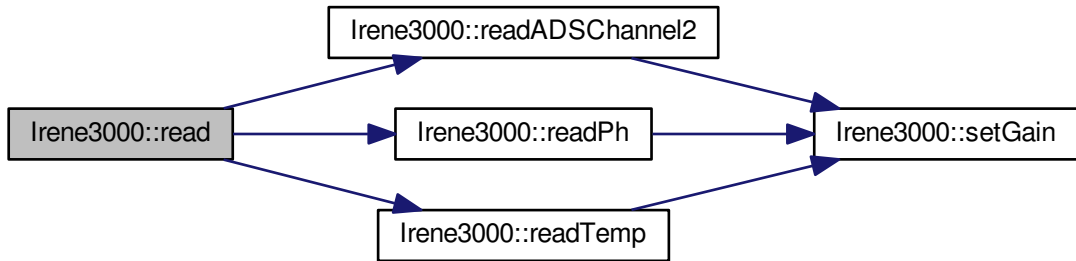 Irene3000::readADSChannel2
Irene3000::read
Irene3000::readPh
Irene3000::setGain
Irene3000::readTemp